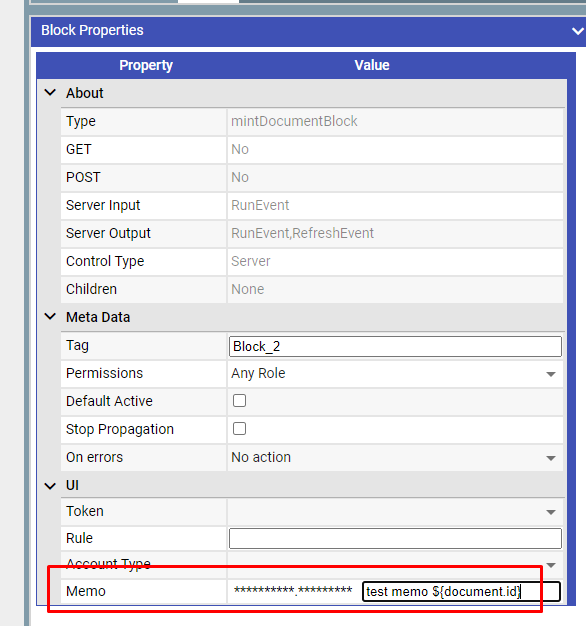 Block Properties
Property Value
About
Type mintDocumentBlock
GET No
POST No
Server Input RunEvent
Server Output RunEvent,RefreshEvent
Control Type Server
Children None
Meta Data
Tag Block_2
Permissions Any Role
Default Active
Stop Propagation
On errors No action
UI
Token
Rule
Account Type
Memo **********.********* test memo ${document.id}